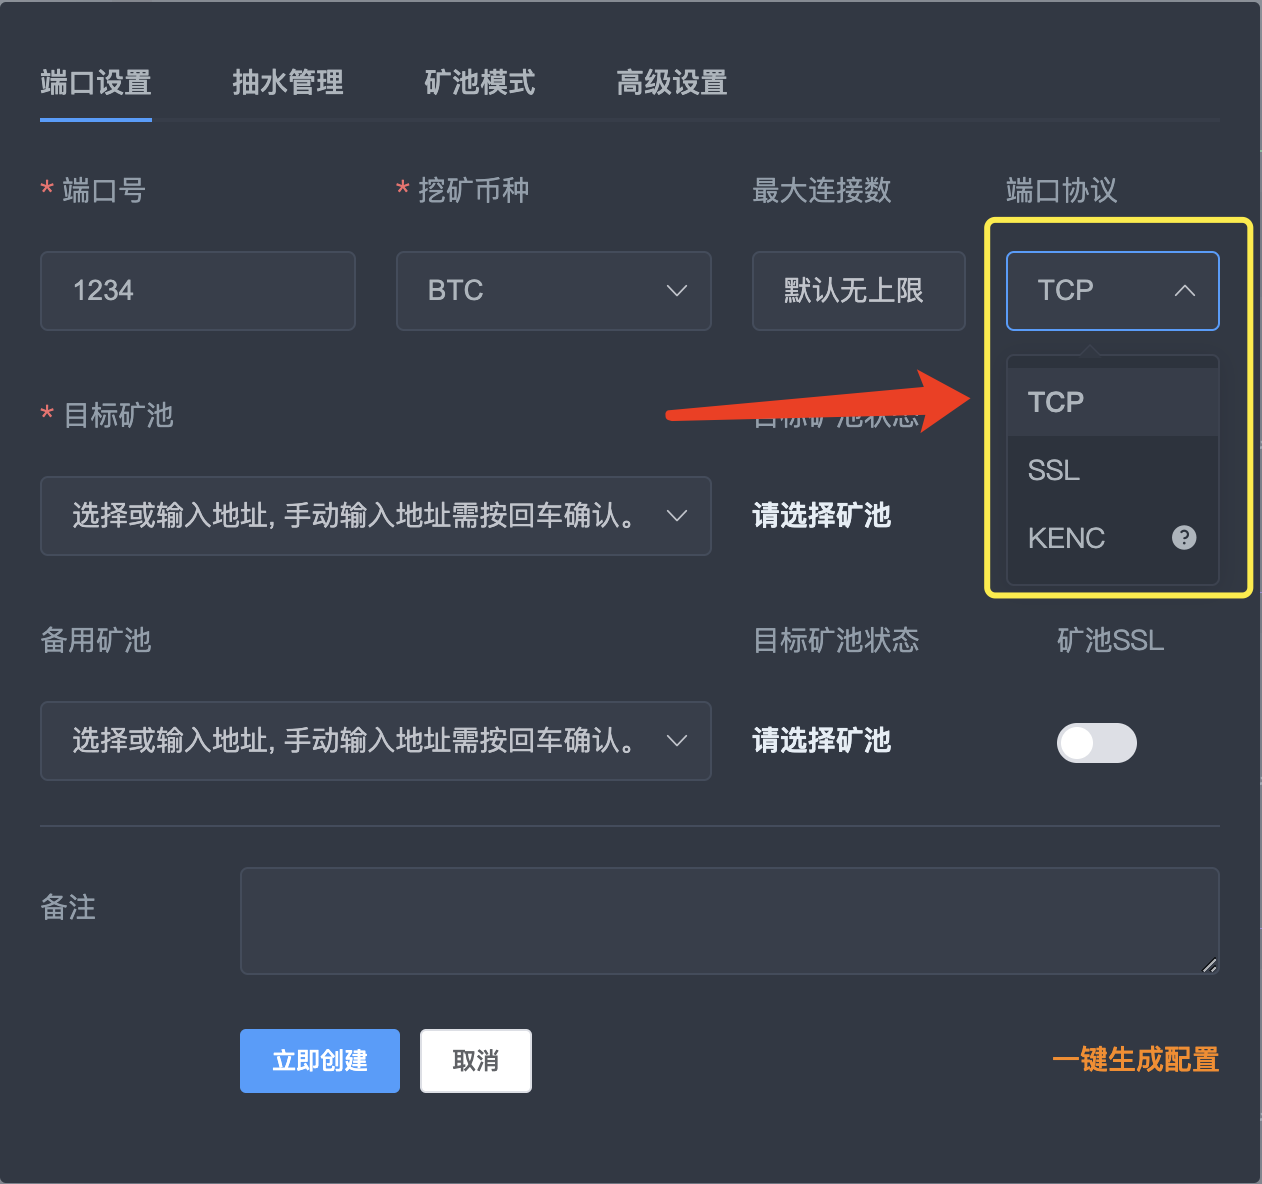 端口设置 抽水管理 矿池模式 高级设置
* 端口号 * 挖矿币种 最大连接数 端口协议
1234 BTC 默认无上限 TCP
TCP
* 目标矿池 目标矿池状态
SSL
选择或输入地址, 手动输入地址需按回车确认。 请选择矿池
KENC ?
备用矿池 目标矿池状态 矿池SSL
选择或输入地址, 手动输入地址需按回车确认。 请选择矿池
备注
立即创建 取消 一键生成配置